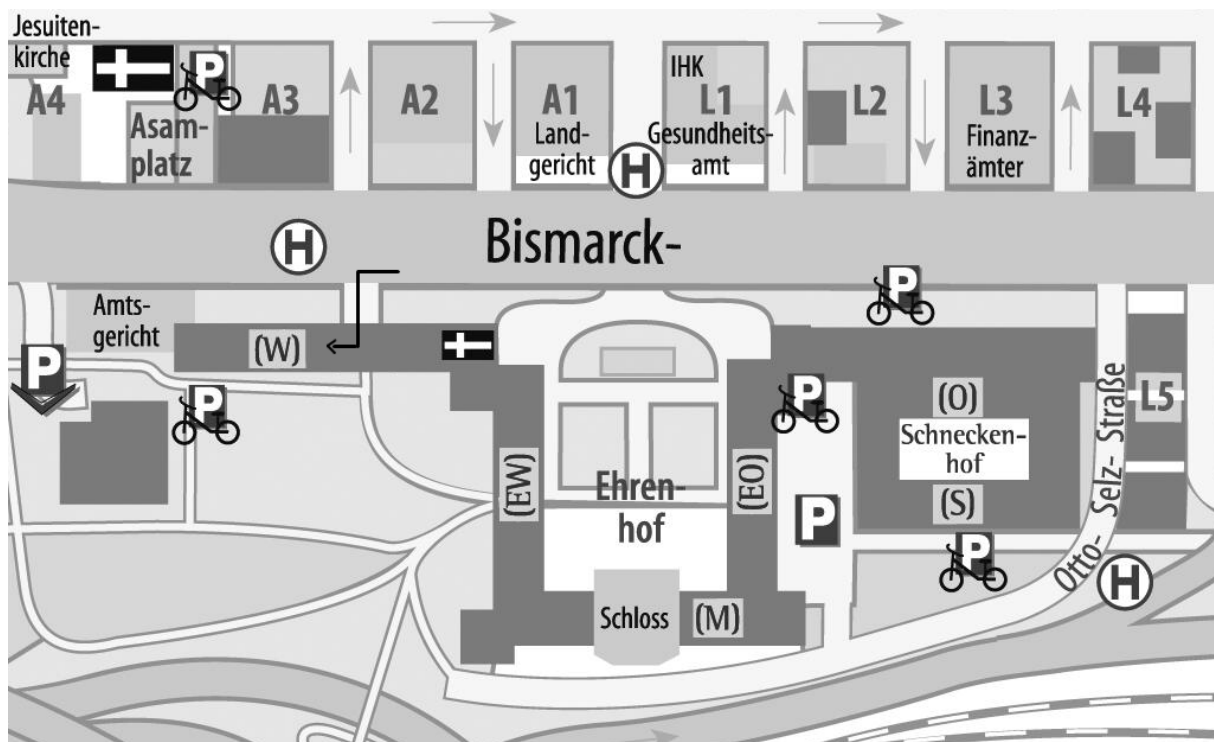 Jesuiten-
kirche
P
A4
A3
A2
A1
IHK
L1
L2
L3
L4
Asam-
platz
Land-
gericht
Gesundheits-
amt
Finanz-
ämter
H
H
Bismarck-
P
Amts-
gericht
(W)
P
P
P
(O)
Schnecken-
hof
(S)
L5
Otto- Selz- Straße
(EW)
Ehren-
hof
(EO)
P
P
H
Schloss
(M)